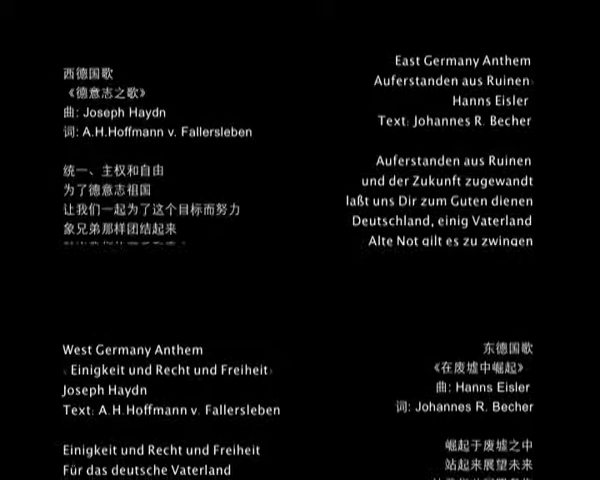 西德国歌
《德意志之歌》
曲: Joseph Haydn
词: A.H.Hoffmann v. Fallersleben
统一、主权和自由
为了德意志祖国
让我们一起为了这个目标而努力
象兄弟那样团结起来
East Germany Anthem
Auferstanden aus Ruinen
Hanns Eisler
Text: Johannes R. Becher
Auferstanden aus Ruinen
und der Zukunft zugewandt
laßt uns Dir zum Guten dienen
Deutschland, einig Vaterland
Alte Not gilt es zu zwingen
West Germany Anthem
Einigkeit und Recht und Freiheit
Joseph Haydn
Text: A.H.Hoffmann v. Fallersleben
Einigkeit und Recht und Freiheit
Für das deutsche Vaterland
东德国歌
《在废墟中崛起》
曲: Hanns Eisler
词: Johannes R. Becher
崛起于废墟之中
站起来展望未来